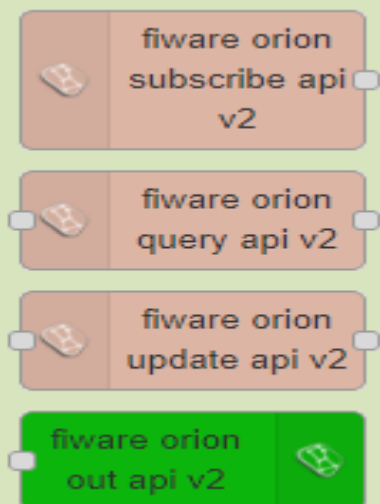 fiware orion
subscribe api
v2
fiware orion
query api v2
fiware orion
update api v2
fiware orion
out api v2